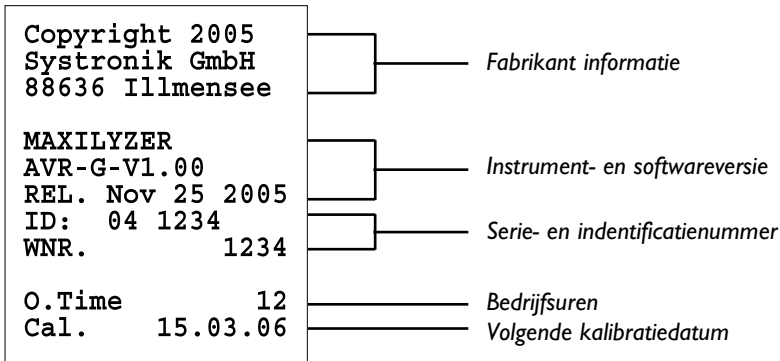 Copyright 2005
Systronik GmbH
88636 Illmensee
Fabrikant informatie
MAXILYZER
AVR-G-V1.00
REL. Nov 25 2005
Instrument- en softwareversie
ID: 04 1234
WNR. 1234
Serie- en indentificatienummer
O.Time 12
Bedrijfsuren
Cal. 15.03.06
Volgende kalibratiedatum